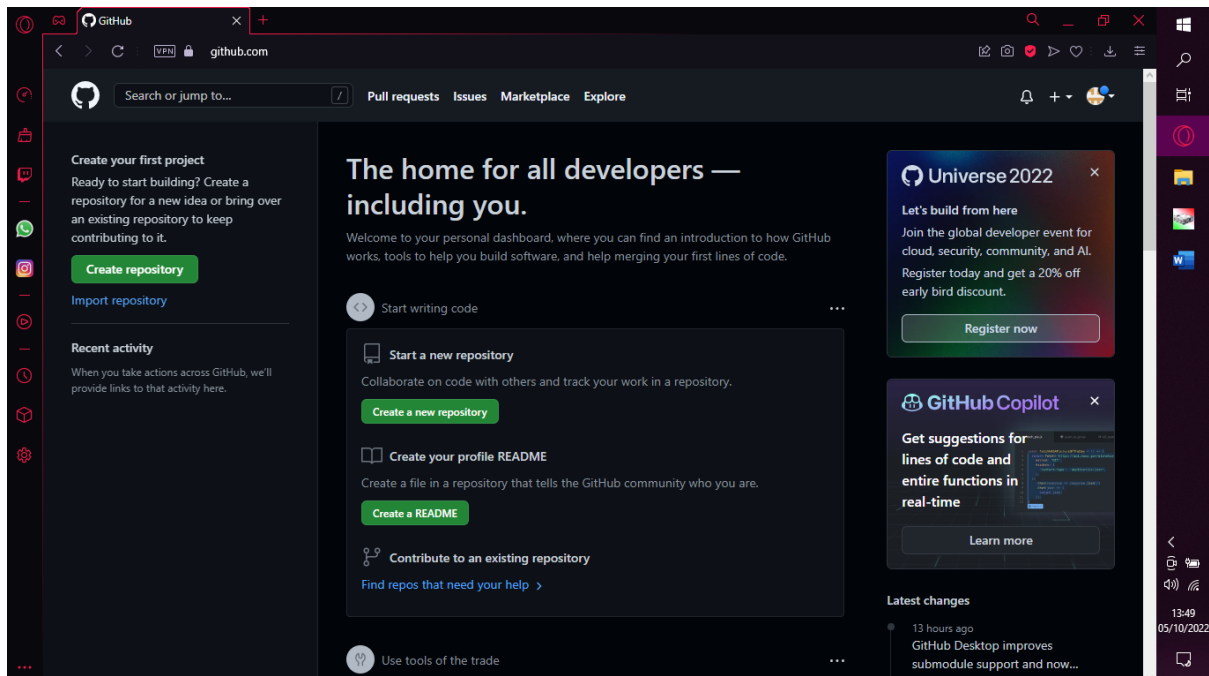 GitHub
VPN
github.com
Search or jump to...
/
Pull requests
Issues
Marketplace
Explore
Create your first project
Ready to start building? Create a
repository for a new idea or bring over
an existing repository to keep
contributing to it.
Create repository
Import repository
Recent activity
When you take actions across GitHub, we'll
provide links to that activity here.
The home for all developers —
including you.
Welcome to your personal dashboard, where you can find an introduction to how GitHub
works, tools to help you build software, and help merging your first lines of code.
Start writing code
Start a new repository
Collaborate on code with others and track your work in a repository.
Create a new repository
Create your profile README
Create a file in a repository that tells the GitHub community who you are.
Create a README
Contribute to an existing repository
Find repos that need your help
Use tools of the trade
Universe 2022
Let's build from here
Join the global developer event for
cloud, security, community, and AI.
Register today and get a 20% off
early bird discount.
Register now
GitHub Copilot
Get suggestions for
lines of code and
entire functions in
real-time
Learn more
Latest changes
13 hours ago
GitHub Desktop improves
submodule support and now...
13:49
05/10/2022